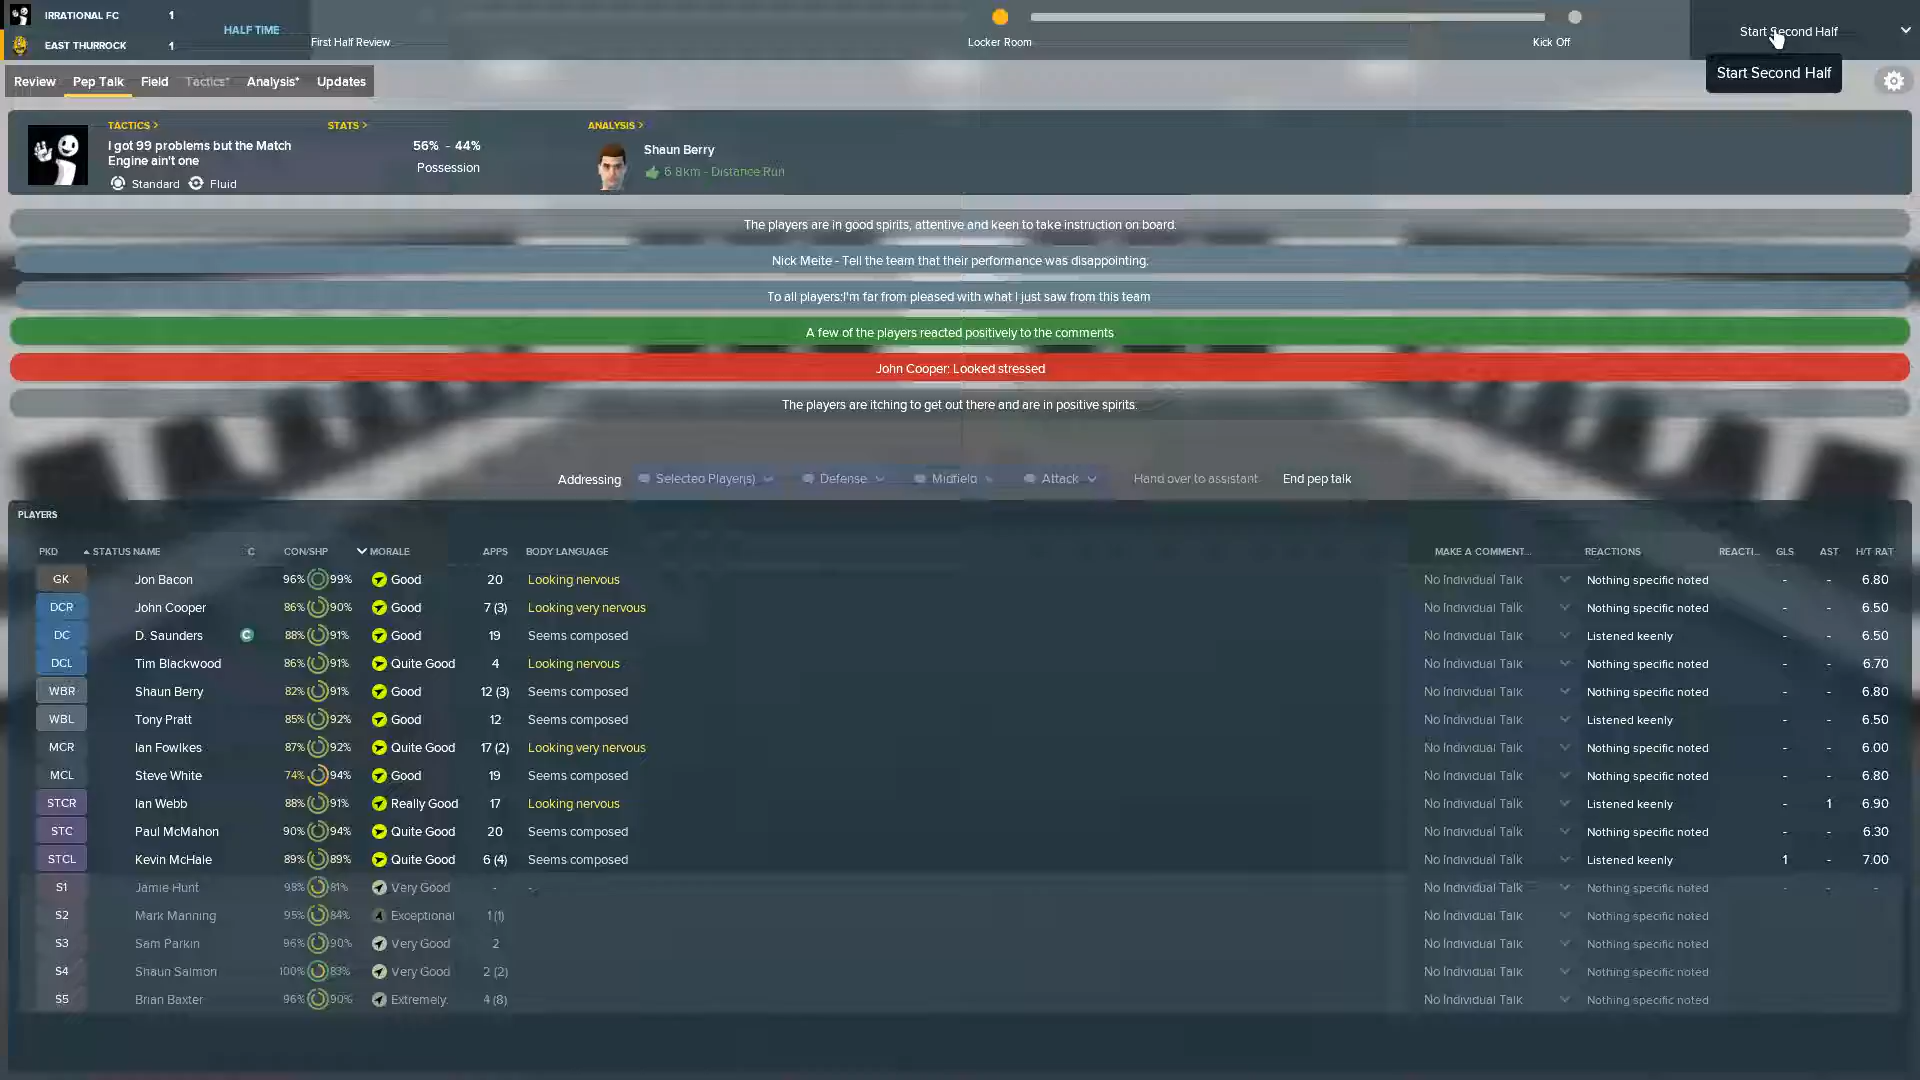 IRRATIONAL FC 1
EAST THURROCK 1
HALF TIME
First Half Review
Locker Room
Kick Off
Start Second Half
Start Second Half
Review Pep Talk Field Tactics* Analysis* Updates
TACTICS >
I got 99 problems but the Match
Engine ain't one
Standard Fluid
STATS >
56% - 44%
Possession
ANALYSIS >
Shaun Berry
6.8km - Distance Run
The players are in good spirits, attentive and keen to take instruction on board.
Nick Meite - Tell the team that their performance was disappointing.
To all players:I'm far from pleased with what I just saw from this team
A few of the players reacted positively to the comments
John Cooper: Looked stressed
The players are itching to get out there and are in positive spirits.
Addressing Selected Player(s) Defense Midfield Attack Hand over to assistant End pep talk
PLAYERS
PKD STATUS NAME C CON/SHP MORALE APPS BODY LANGUAGE MAKE A COMMENT... REACTIONS REACTI... GLS AST H/T RAT
GK Jon Bacon 96% 99% Good 20 Looking nervous No Individual Talk Nothing specific noted - - 6.80
DCR John Cooper 86% 90% Good 7 (3) Looking very nervous No Individual Talk Nothing specific noted - - 6.50
DC D. Saunders C 88% 91% Good 19 Seems composed No Individual Talk Listened keenly - - 6.50
DCL Tim Blackwood 86% 91% Quite Good 4 Looking nervous No Individual Talk Nothing specific noted - - 6.70
WBR Shaun Berry 82% 91% Good 12 (3) Seems composed No Individual Talk Nothing specific noted - - 6.80
WBL Tony Pratt 85% 92% Good 12 Seems composed No Individual Talk Listened keenly - - 6.50
MCR Ian Fowlkes 87% 92% Quite Good 17 (2) Looking very nervous No Individual Talk Nothing specific noted - - 6.00
MCL Steve White 74% 94% Good 19 Seems composed No Individual Talk Nothing specific noted - - 6.80
STCR Ian Webb 88% 91% Really Good 17 Looking nervous No Individual Talk Listened keenly - 1 6.90
STC Paul McMahon 90% 94% Quite Good 20 Seems composed No Individual Talk Nothing specific noted - - 6.30
STCL Kevin McHale 89% 89% Quite Good 6 (4) Seems composed No Individual Talk Listened keenly 1 - 7.00
S1 Jamie Hunt 98% 81% Very Good - - No Individual Talk Nothing specific noted - - -
S2 Mark Manning 95% 84% Exceptional 1 (1) No Individual Talk Nothing specific noted
S3 Sam Parkin 96% 90% Very Good 2 No Individual Talk Nothing specific noted
S4 Shaun Salmon 100% 83% Very Good 2 (2) No Individual Talk Nothing specific noted
S5 Brian Baxter 96% 90% Extremely. 4 (8) No Individual Talk Nothing specific noted